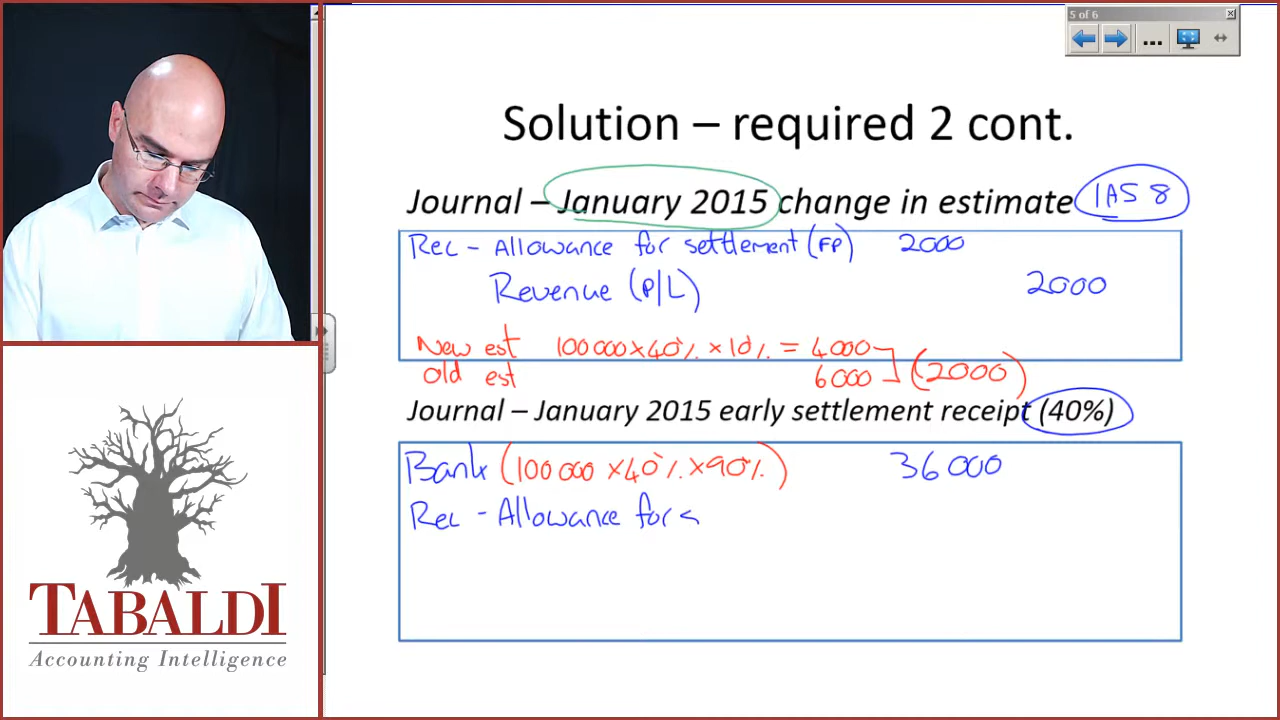 5 of 6
Solution – required 2 cont.
Journal – January 2015 change in estimate IAS 8
Rec - Allowance for settlement (FP) 2000
Revenue (P/L) 2000
New est 100 000 × 40% × 10% = 4000
Old est 6000 (2000)
Journal – January 2015 early settlement receipt (40%)
Bank (100 000 × 40% × 90%) 36 000
Rec - Allowance for s
TABALDI
Accounting Intelligence